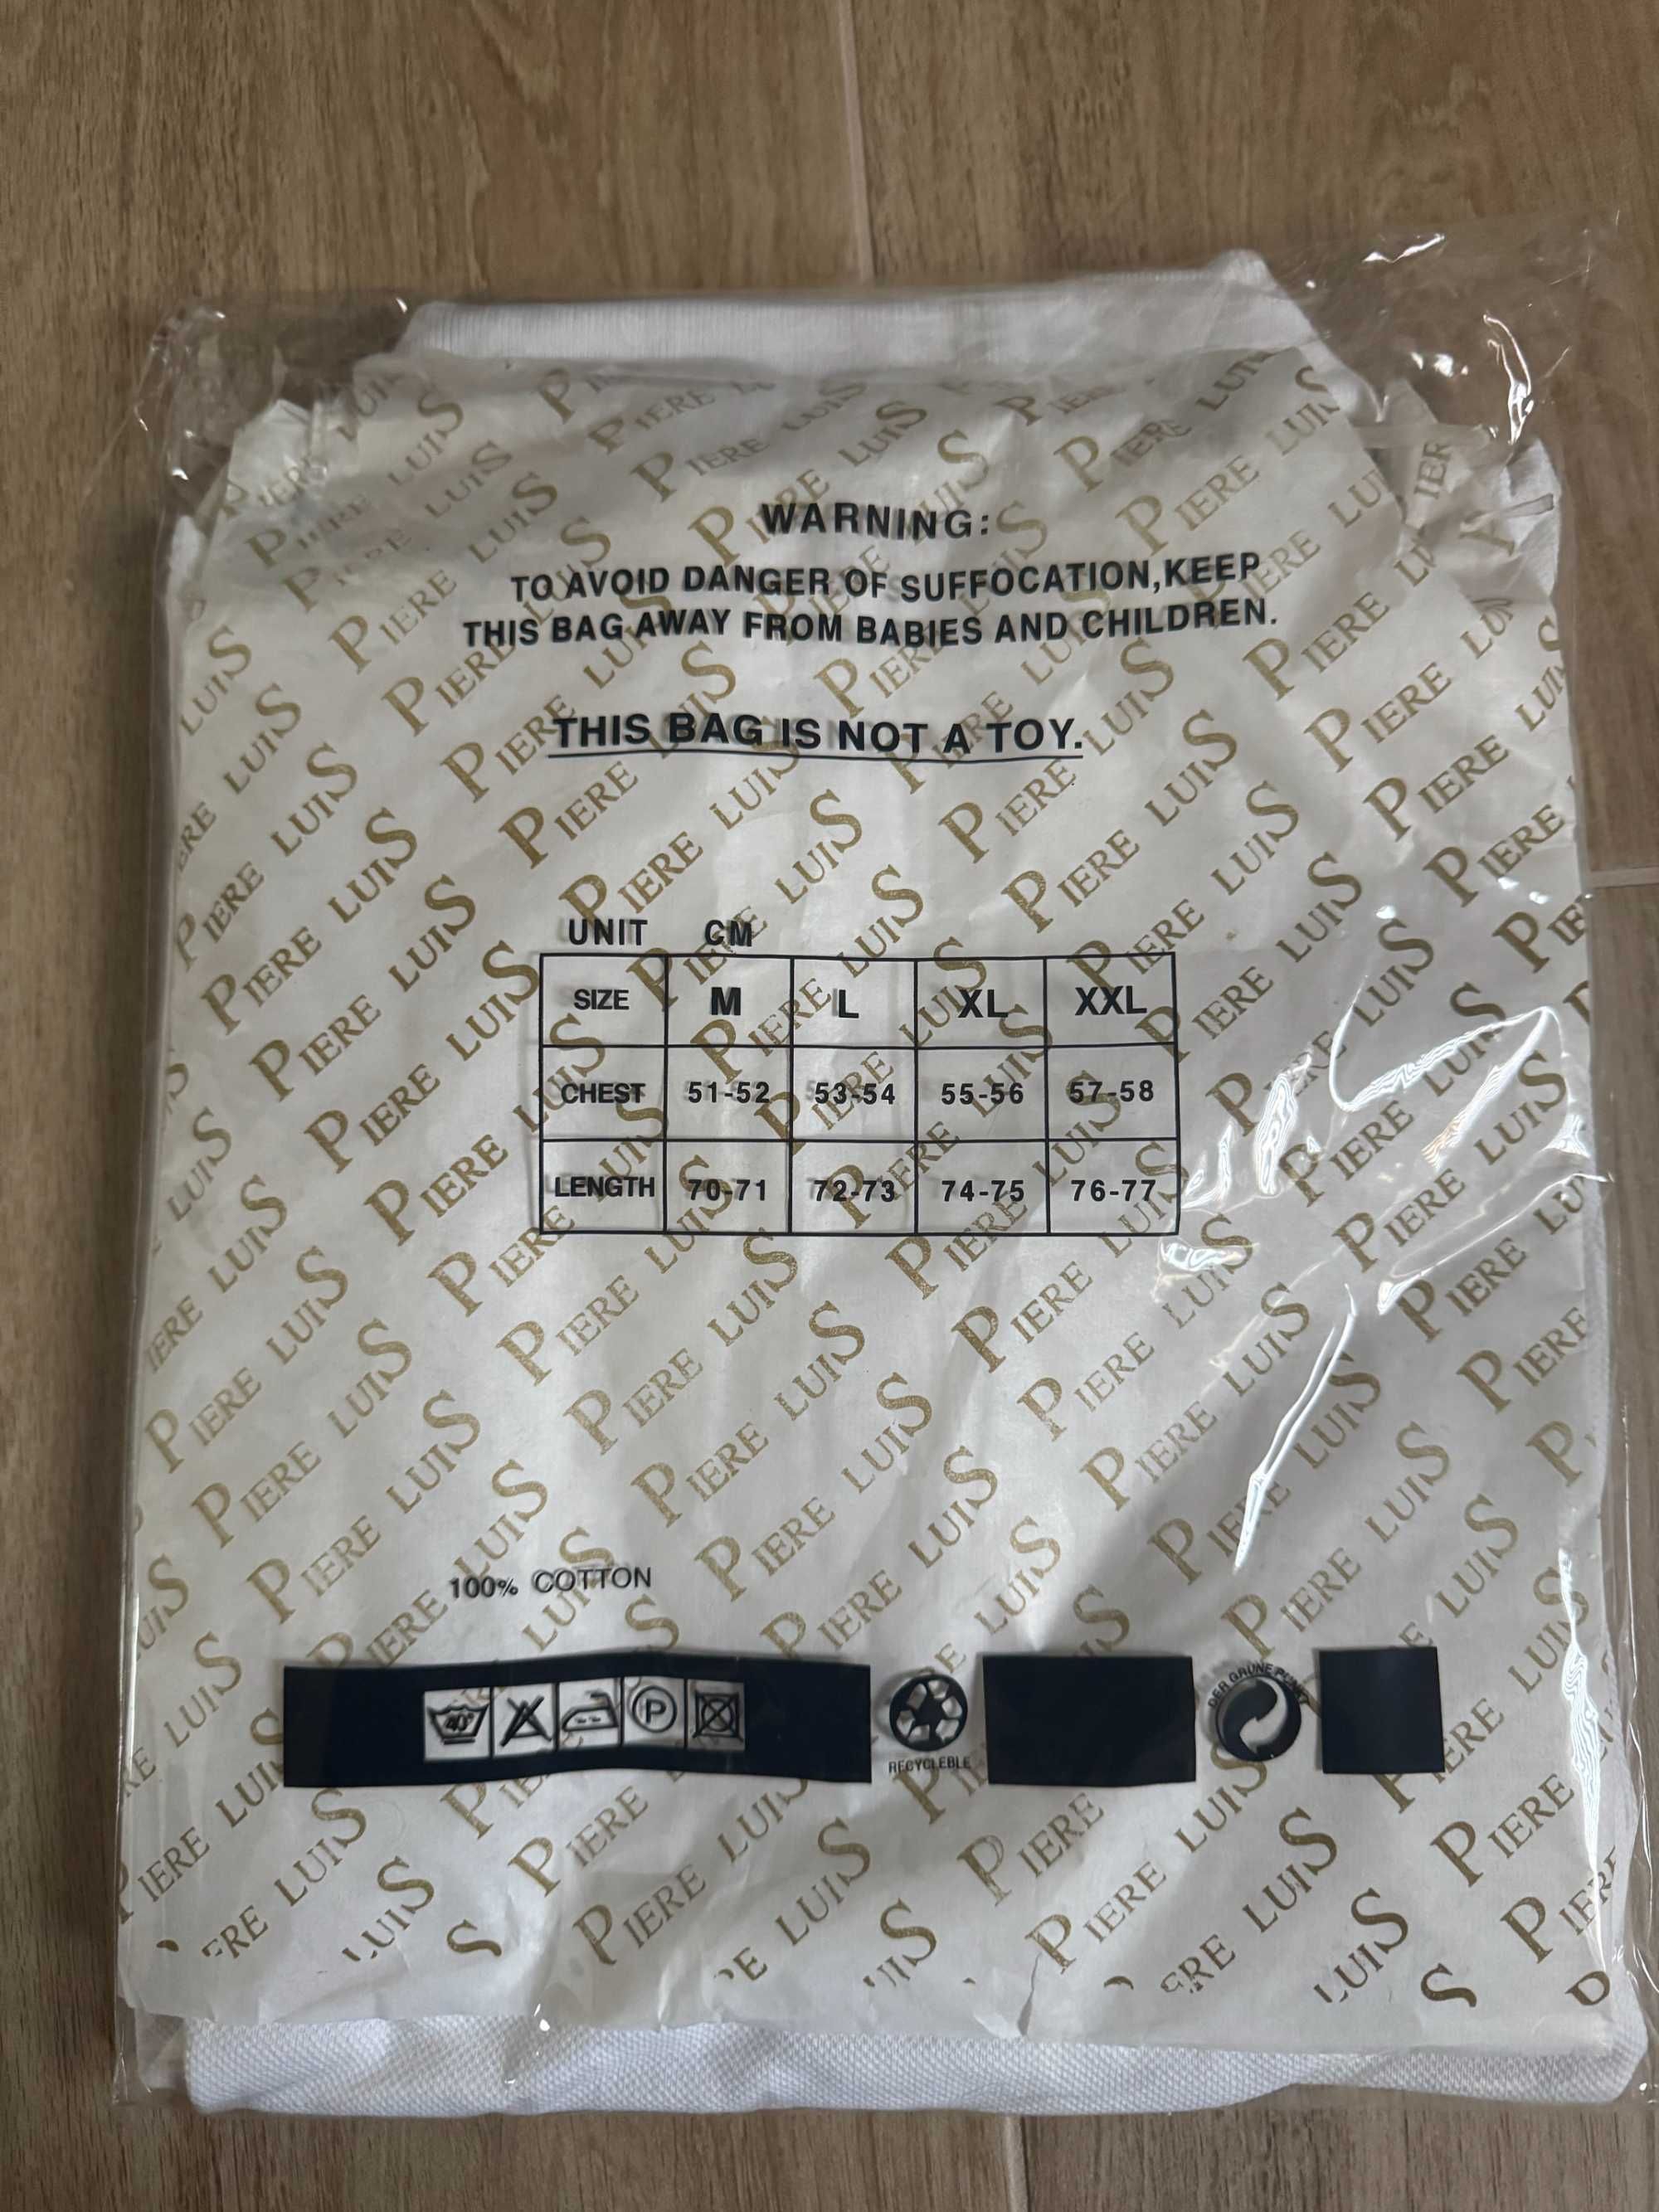 WARNING:
TO AVOID DANGER OF SUFFOCATION,KEEP
THIS BAG AWAY FROM BABIES AND CHILDREN.
THIS BAG IS NOT A TOY.
UNIT CM
SIZE M L XL XXL
CHEST 51-52 53-54 55-56 57-58
LENGTH 70-71 72-73 74-75 76-77
PIERE LUIS
100% COTTON
40°
P
RECYCLEBLE
DER GRÜNE PUNKT